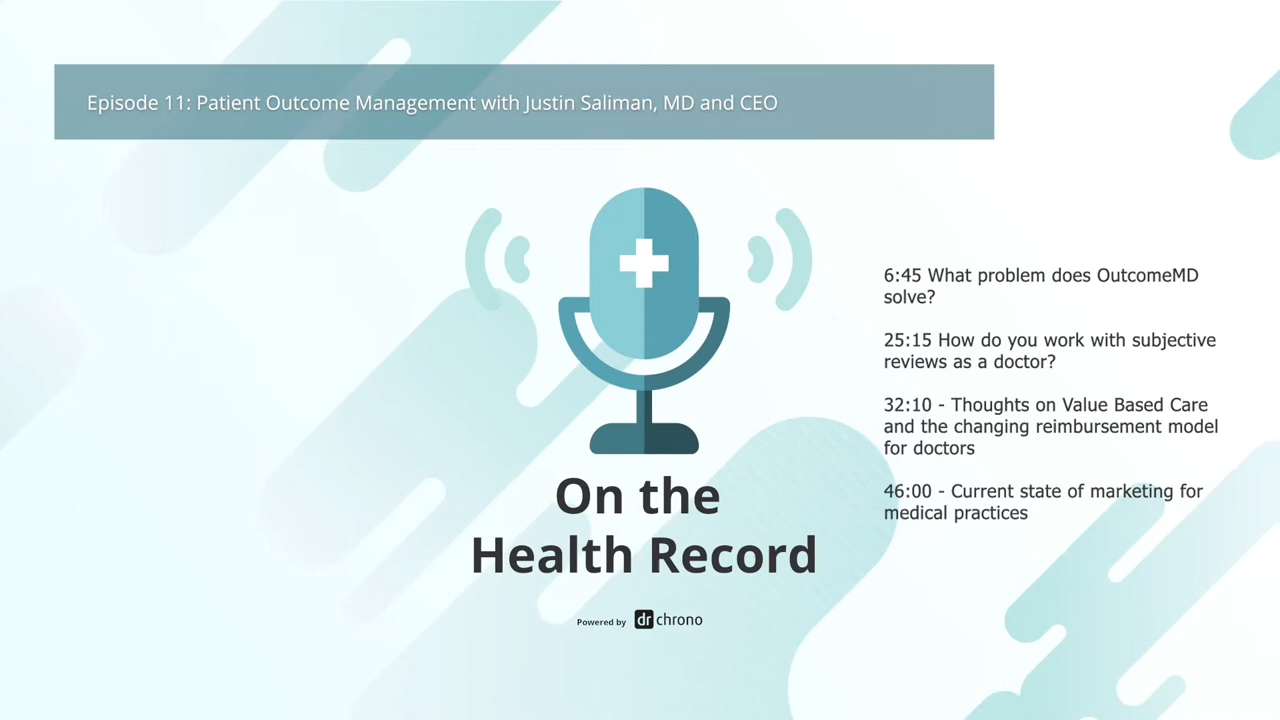 Episode 11: Patient Outcome Management with Justin Saliman, MD and CEO
6:45 What problem does OutcomeMD
solve?
25:15 How do you work with subjective
reviews as a doctor?
32:10 - Thoughts on Value Based Care
and the changing reimbursement model
for doctors
46:00 - Current state of marketing for
medical practices
On the
Health Record
Powered by dr chrono